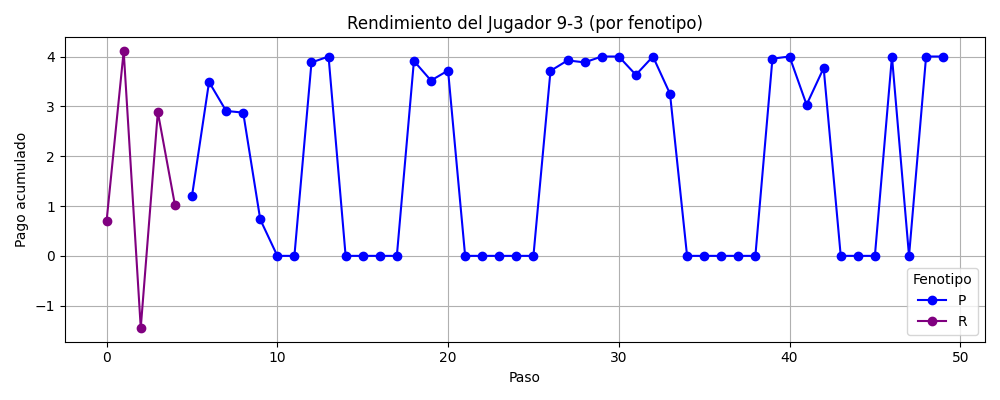 Rendimiento del Jugador 9-3 (por fenotipo)
Pago acumulado
4
3
2
1
0
−1
0
10
20
30
40
50
Paso
Fenotipo
P
R